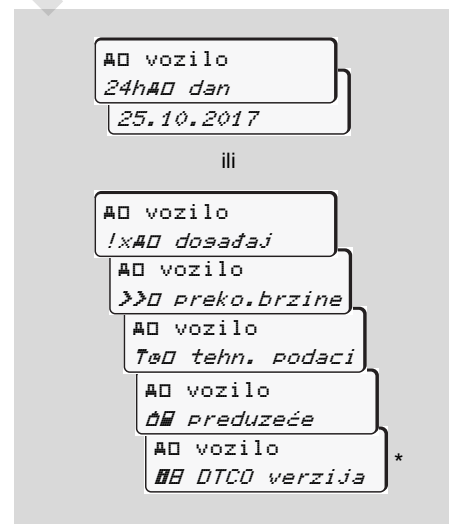 vozilo
24h dan
25.10.2017
ili
vozilo
!x događaj
vozilo
>> preko.brzine
vozilo
T tehn. podaci
vozilo
preduzeće
vozilo
DTCO verzija
*